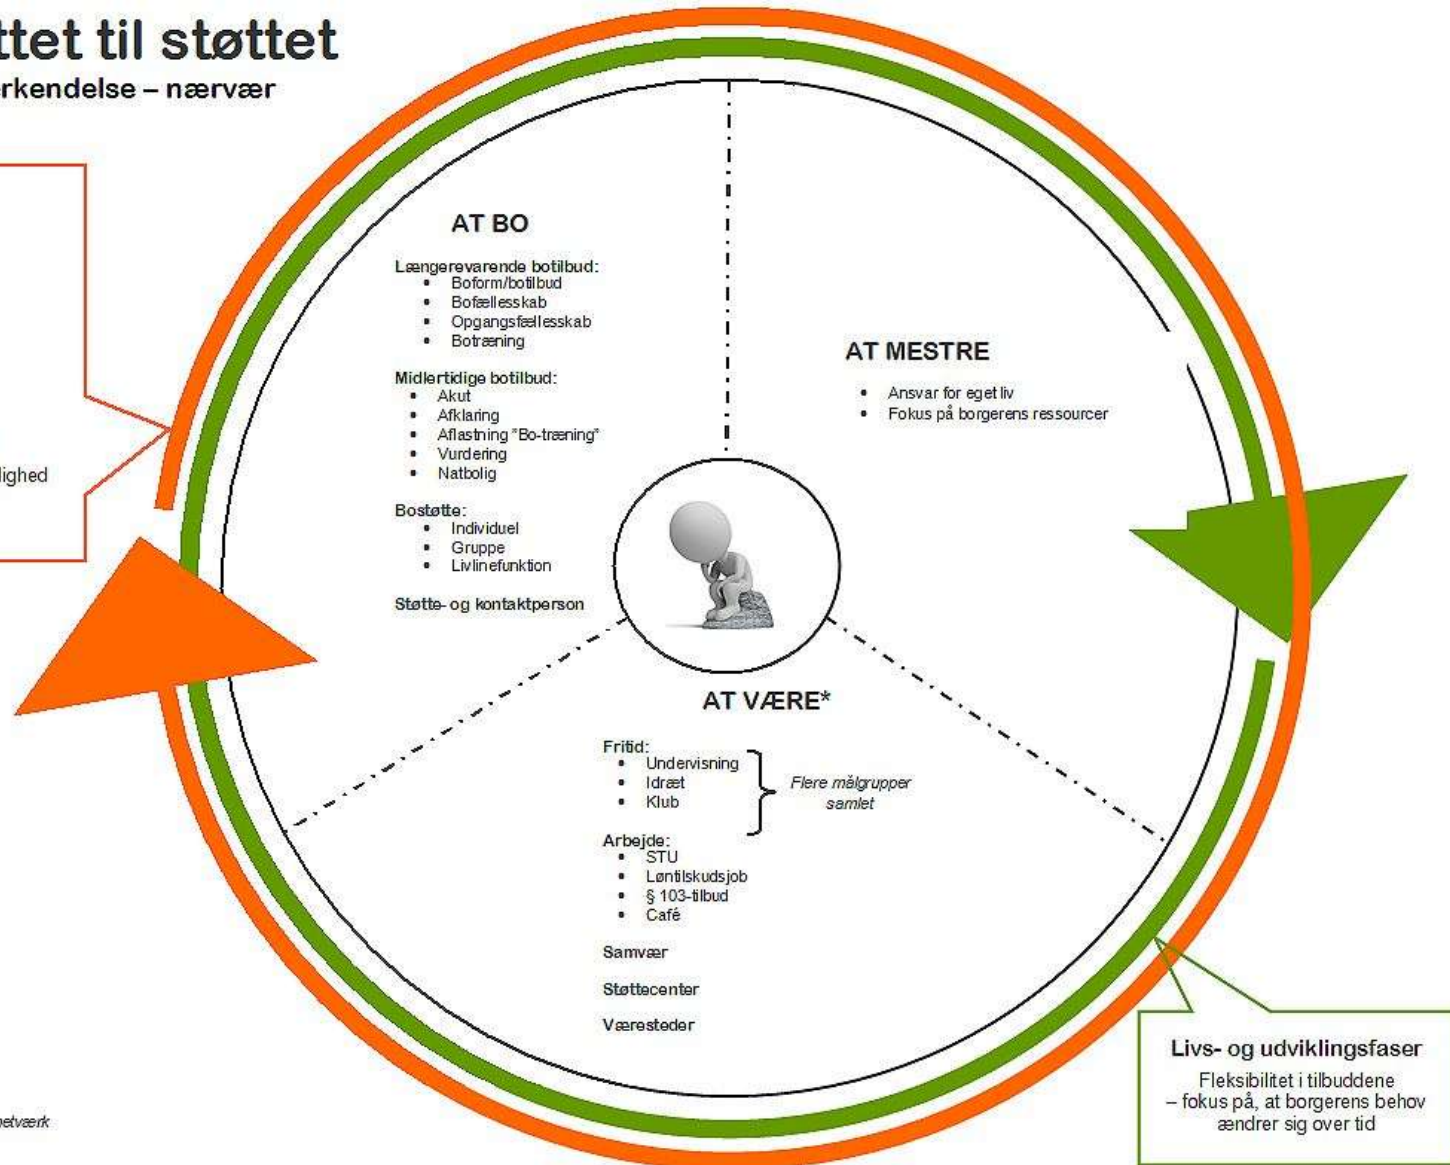 ttet til støttet
rkendelse – nærvær
lighed
AT BO
Længerevarende botilbud:
• Boform/botilbud
• Bofællesskab
• Opgangsfællesskab
• Botræning
Midlertidige botilbud:
• Akut
• Afklaring
• Aflastning "Bo-træning"
• Vurdering
• Natbolig
Bostøtte:
• Individuel
• Gruppe
• Livlinefunktion
Støtte- og kontaktperson
AT MESTRE
• Ansvar for eget liv
• Fokus på borgerens ressourcer
AT VÆRE*
Fritid:
• Undervisning
• Idræt
• Klub
Flere målgrupper
samlet
Arbejde:
• STU
• Løntilskudsjob
• § 103-tilbud
• Café
Samvær
Støttecenter
Væresteder
Livs- og udviklingsfaser
Fleksibilitet i tilbuddene
– fokus på, at borgerens behov
ændrer sig over tid
netværk